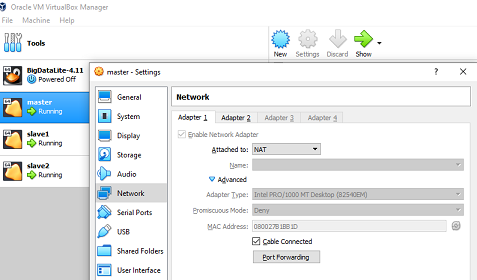 Oracle VM VirtualBox Manager
File Machine Help
Tools
New Settings Discard Show
BigDataLite-4.11
Powered Off
master
Running
slave1
Running
slave2
Running
master - Settings
General
System
Display
Storage
Audio
Network
Serial Ports
USB
Shared Folders
User Interface
Network
Adapter 1 Adapter 2 Adapter 3 Adapter 4
Enable Network Adapter
Attached to: NAT
Name:
Advanced
Adapter Type: Intel PRO/1000 MT Desktop (82540EM)
Promiscuous Mode: Deny
MAC Address: 080027B1BB1D
Cable Connected
Port Forwarding